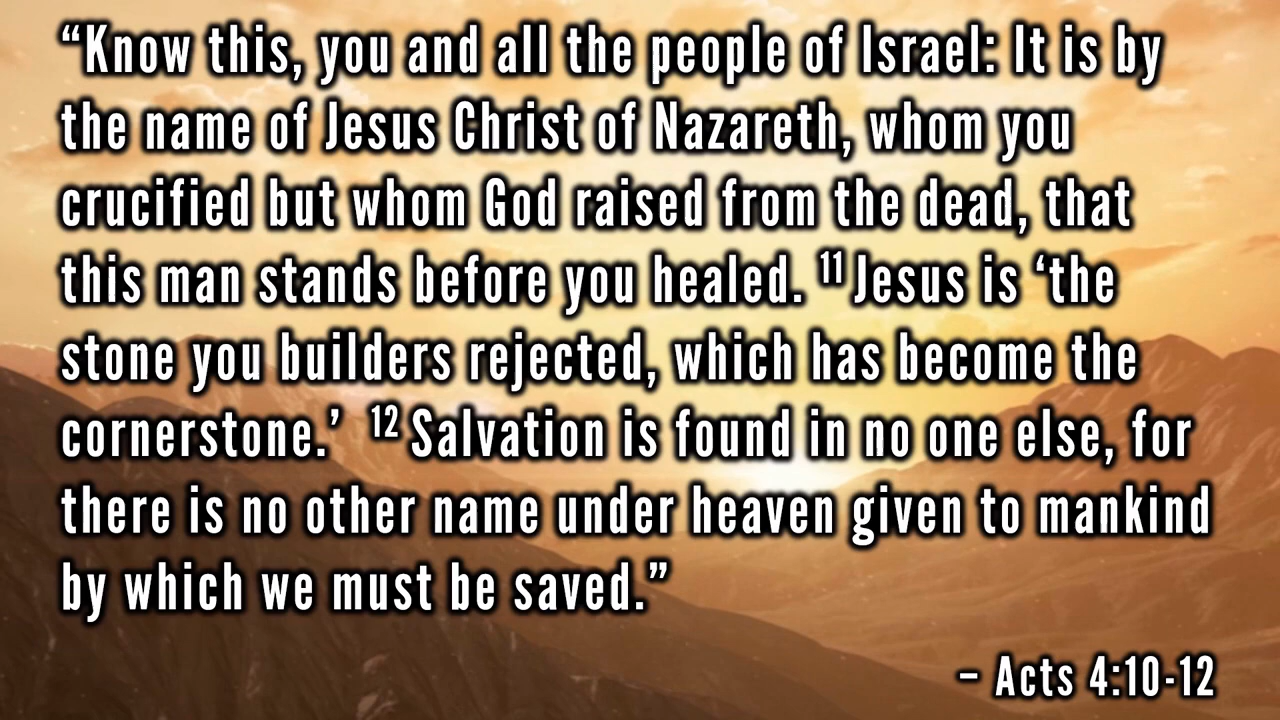 “Know this, you and all the people of Israel: It is by
the name of Jesus Christ of Nazareth, whom you
crucified but whom God raised from the dead, that
this man stands before you healed. ¹¹ Jesus is ‘the
stone you builders rejected, which has become the
cornerstone.’ ¹² Salvation is found in no one else, for
there is no other name under heaven given to mankind
by which we must be saved.”
– Acts 4:10-12